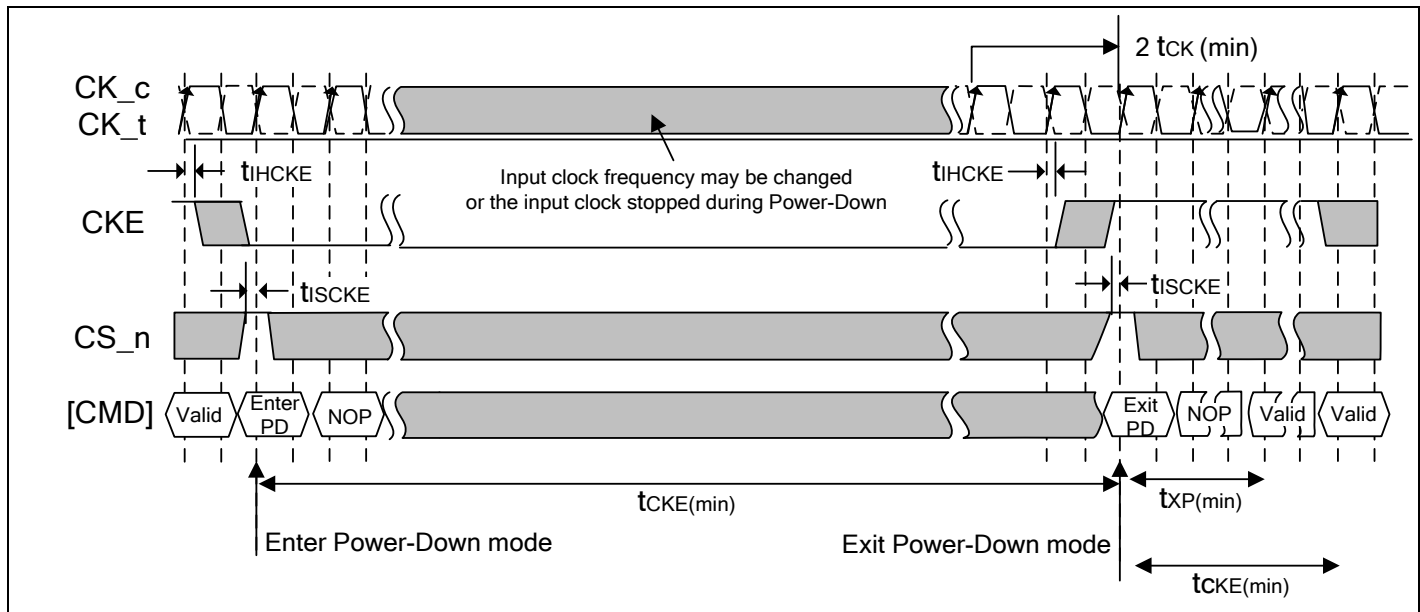 2 tCK (min)
CK_c
CK_t
tIHCKE
Input clock frequency may be changed
or the input clock stopped during Power-Down
tIHCKE
CKE
tISCKE
tISCKE
CS_n
[CMD]
Valid
Enter
PD
NOP
Exit
PD
NOP
Valid
Valid
tCKE(min)
tXP(min)
Enter Power-Down mode
Exit Power-Down mode
tCKE(min)